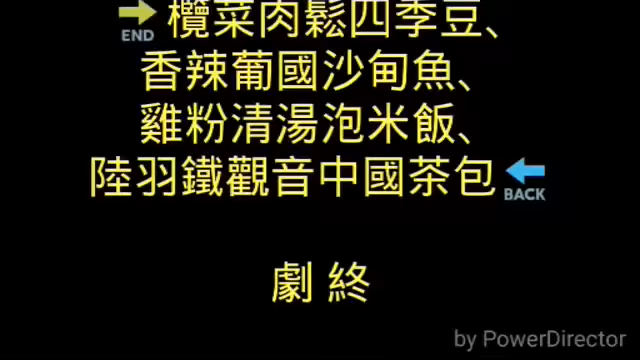 END 欖菜肉鬆四季豆、
香辣葡國沙甸魚、
雞粉清湯泡米飯、
陸羽鐵觀音中國茶包 BACK
劇 終
by PowerDirector